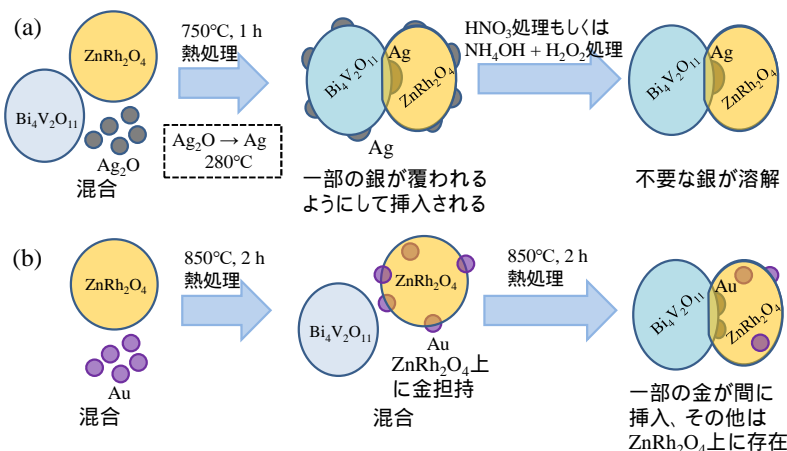 (a)
ZnRh₂O₄
Bi₄V₂O₁₁
Ag₂O
混合
750℃, 1 h
熱処理
Ag₂O → Ag
280℃
Bi₄V₂O₁₁
Ag
ZnRh₂O₄
Ag
一部の銀が覆われる
ようにして挿入される
HNO₃処理もしくは
NH₄OH + H₂O₂処理
Bi₄V₂O₁₁
Ag
ZnRh₂O₄
不要な銀が溶解
(b)
ZnRh₂O₄
Au
混合
850℃, 2 h
熱処理
ZnRh₂O₄
Bi₄V₂O₁₁
Au
ZnRh₂O₄上
に金担持
混合
850℃, 2 h
熱処理
Bi₄V₂O₁₁
Au
ZnRh₂O₄
一部の金が間に
挿入、その他は
ZnRh₂O₄上に存在